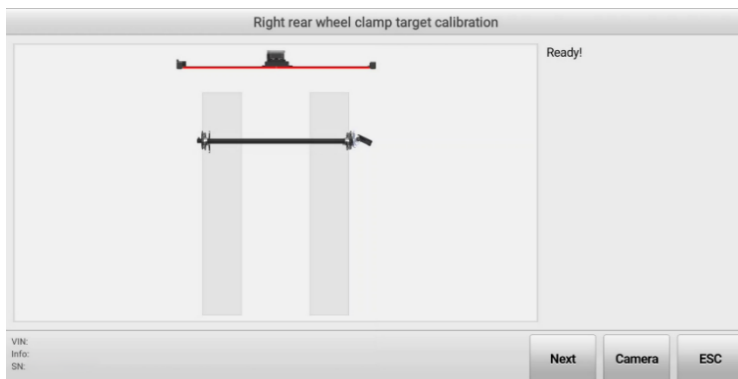 Right rear wheel clamp target calibration
Ready!
VIN:
Info:
SN:
Next
Camera
ESC